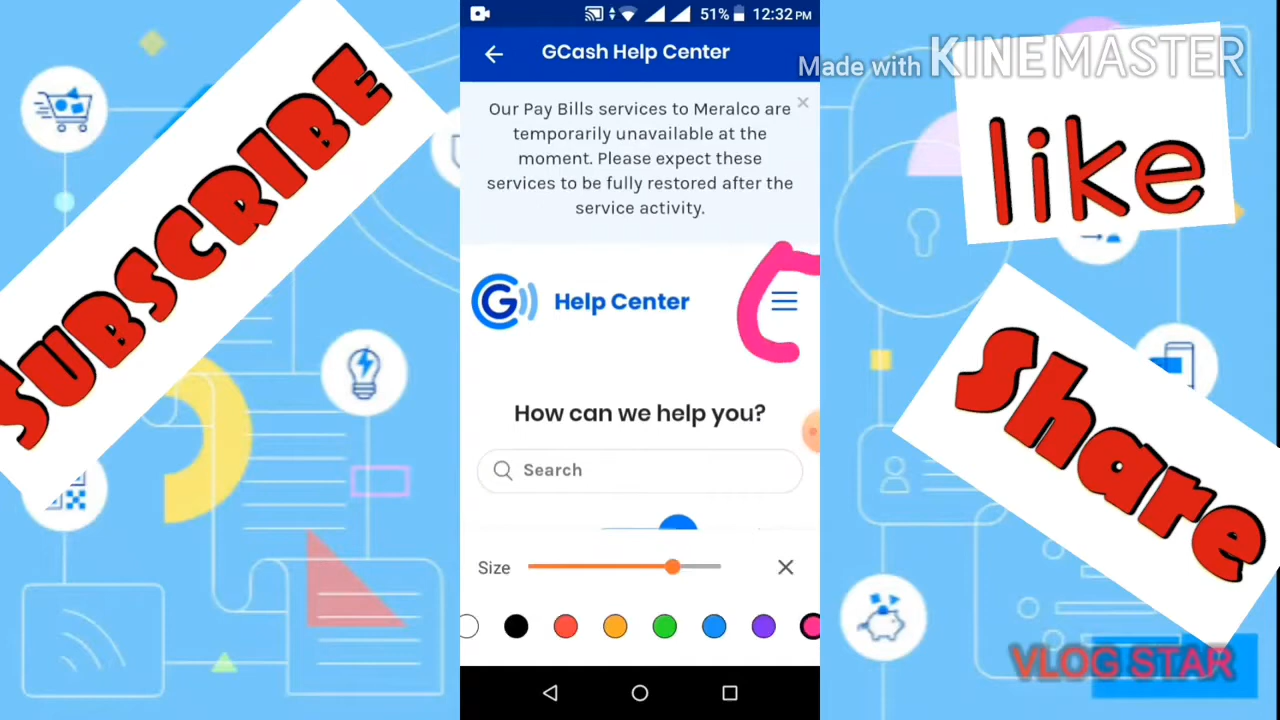 51% 12:32 PM
GCash Help Center
Made with KINEMASTER
Our Pay Bills services to Meralco are
temporarily unavailable at the
moment. Please expect these
services to be fully restored after the
service activity.
SUBSCRIBE
like
G Help Center
How can we help you?
Search
Share
Size
VLOG STAR